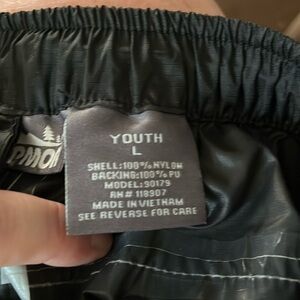 YOUTH
L
SHELL:100% NYLON
BACKING:100% PU
MODEL: 90179
RN# 118907
MADE IN VIETNAM
SEE REVERSE FOR CARE